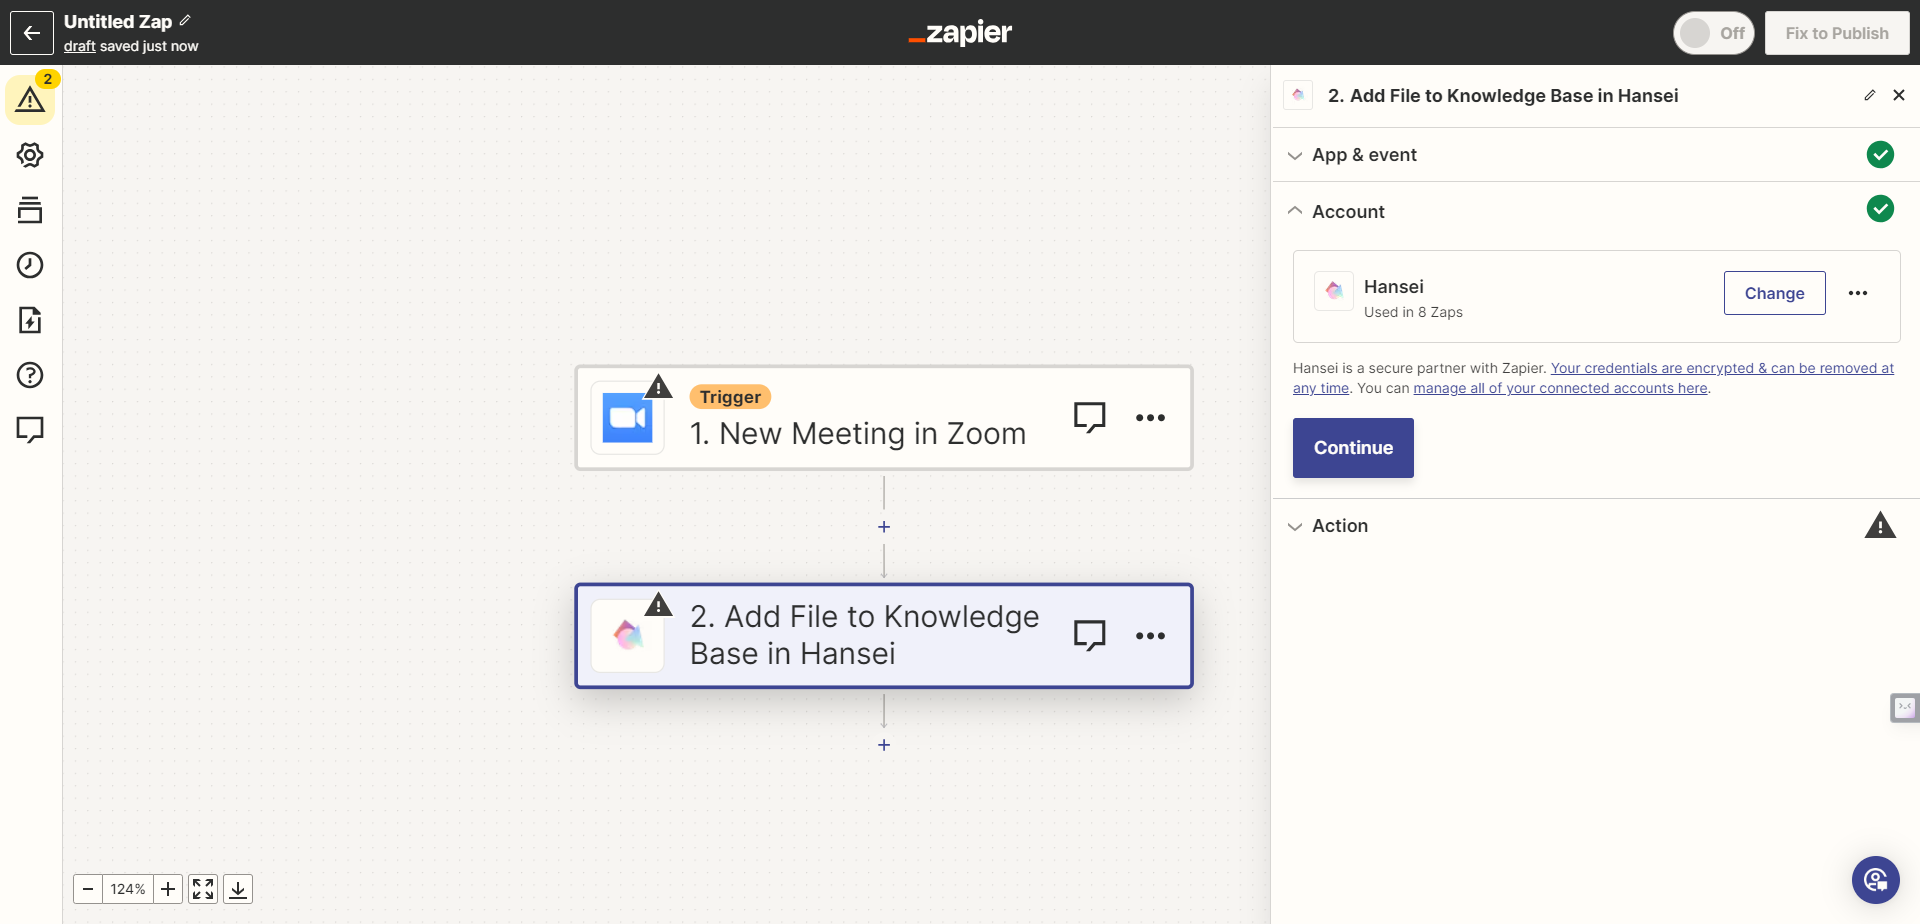 Untitled Zap
draft saved just now
zapier
Off
Fix to Publish
2
2. Add File to Knowledge Base in Hansei
App & event
Account
Hansei
Used in 8 Zaps
Change
Hansei is a secure partner with Zapier. Your credentials are encrypted & can be removed at
any time. You can manage all of your connected accounts here.
Continue
Action
Trigger
1. New Meeting in Zoom
2. Add File to Knowledge
Base in Hansei
124%